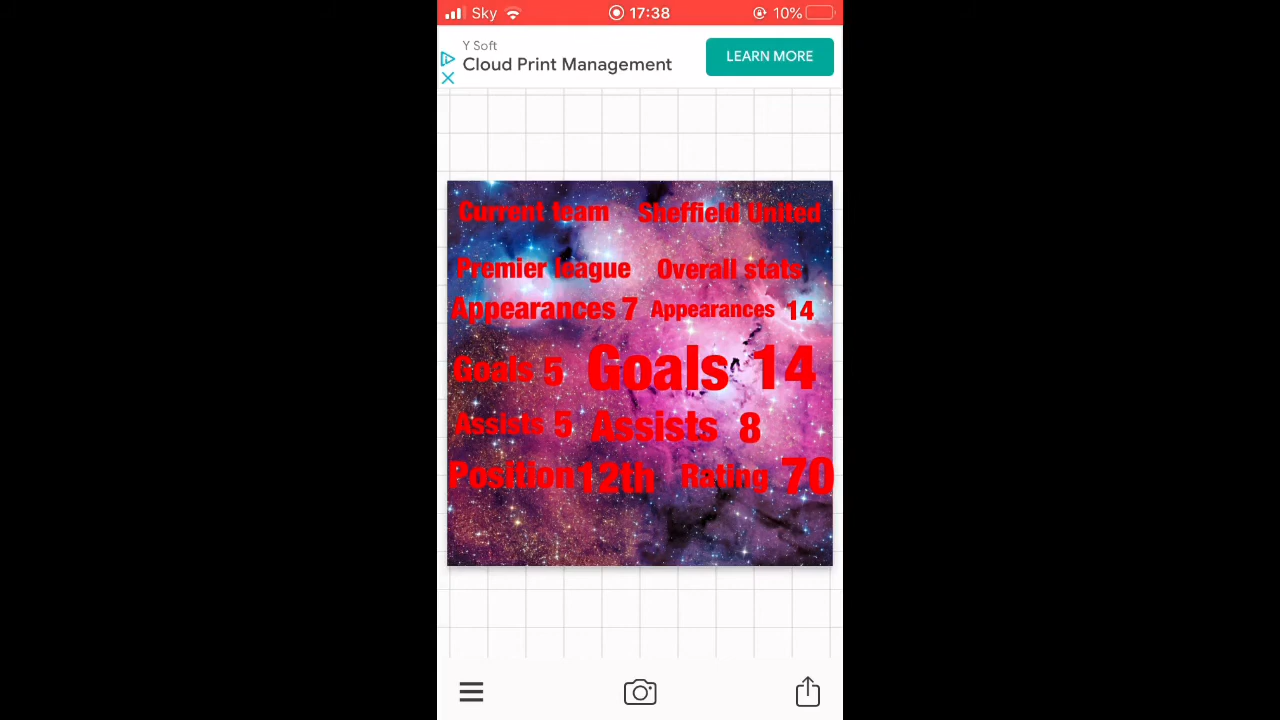 Sky 17:38 10%
Y Soft
Cloud Print Management
LEARN MORE
Current team Sheffield United
Premier league Overall stats
Appearances 7 Appearances 14
Goals 5 Goals 14
Assists 5 Assists 8
Position 12th Rating 70